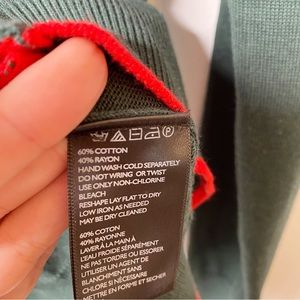 60% COTTON
40% RAYON
HAND WASH COLD SEPARATELY
DO NOT WRING OR TWIST
USE ONLY NON-CHLORINE
BLEACH
RESHAPE LAY FLAT TO DRY
LOW IRON AS NEEDED
MAY BE DRY CLEANED
60% COTON
40% RAYONNE
LAVER À LA MAIN À
L'EAU FROIDE SÉPARÉMENT
NE PAS TORDRE OU
ESSORER
UTILISER UN AGENT DE
BLANCHIMENT SANS
CHLORE SI NÉCESSAIRE
METTRE EN FORME ET